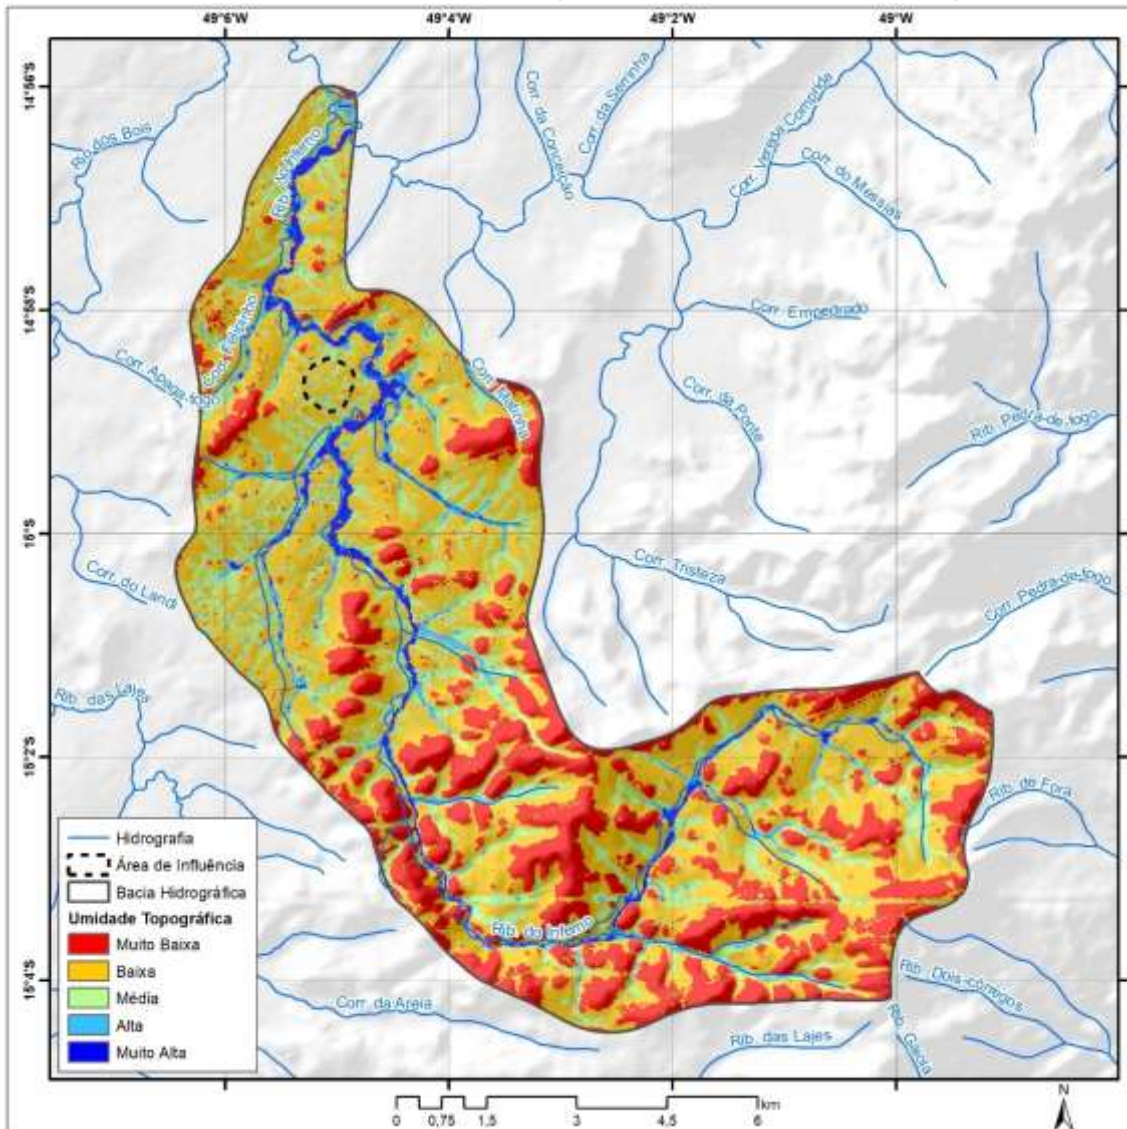 49°6'W
49°4'W
49°2'W
49°W
14°56'S
14°58'S
15°S
15°2'S
15°4'S
Rio dos Bois
Rib. do Inferno
Corr. da Conceição
Corr. da Serrinha
Corr. Vereda Comprida
Corr. do Messias
Corr. Empedrado
Corr. Apaga-fogo
Corr. da Ponte
Rib. Pedra-de-fogo
Corr. do Landi
Corr. Tristeza
Corr. Pedra-de-fogo
Rib. das Lajes
Rib. de Fora
Rib. do Inferno
Rib. Dois-córregos
Corr. da Areia
Rib. das Lajes
Rib. Gaiola
Hidrografia
Área de Influência
Bacia Hidrográfica
Umidade Topográfica
Muito Baixa
Baixa
Média
Alta
Muito Alta
0 0,75 1,5 3 4,5 6 km
N